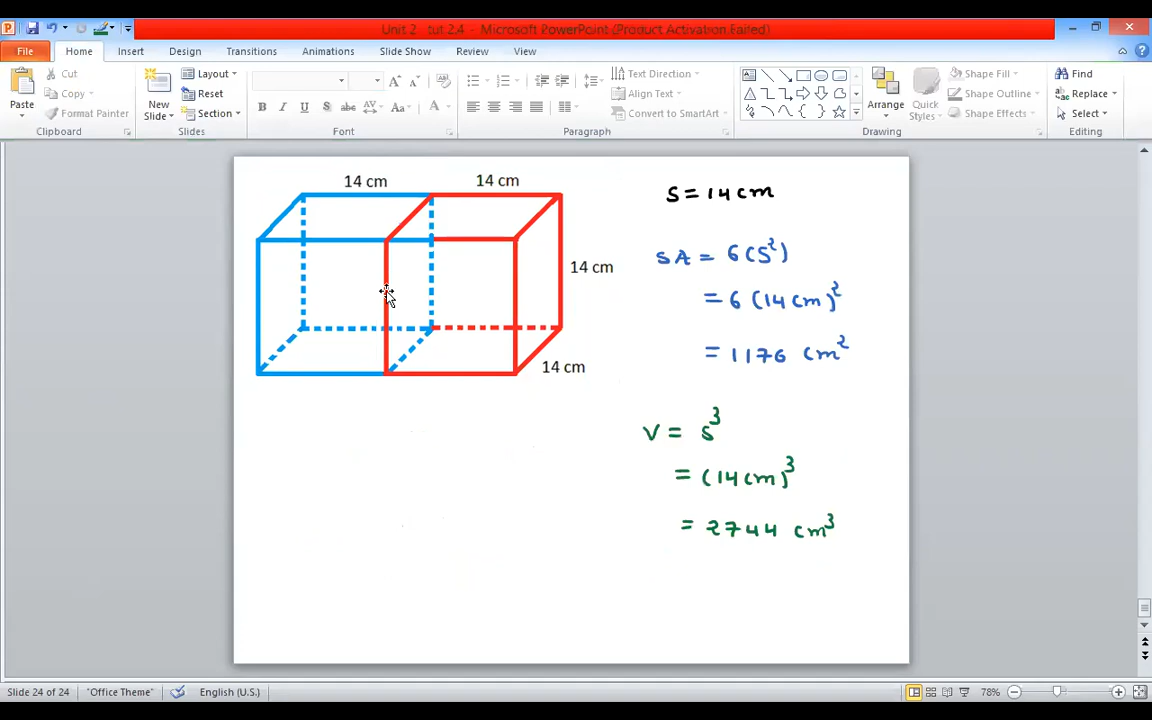 Unit 2_ tut.2.4 - Microsoft PowerPoint (Product Activation Failed)
File Home Insert Design Transitions Animations Slide Show Review View
Paste
Cut
Copy
Format Painter
Clipboard
New Slide
Layout
Reset
Section
Slides
B I U S abc AV Aa A
Font
Text Direction
Align Text
Convert to SmartArt
Paragraph
Arrange
Quick Styles
Shape Fill
Shape Outline
Shape Effects
Drawing
Find
Replace
Select
Editing
14 cm 14 cm
14 cm
14 cm
S = 14 cm
SA = 6(S²)
= 6 (14 cm)²
= 1176 cm²
V = s³
= (14 cm)³
= 2744 cm³
Slide 24 of 24 "Office Theme" English (U.S.) 78%